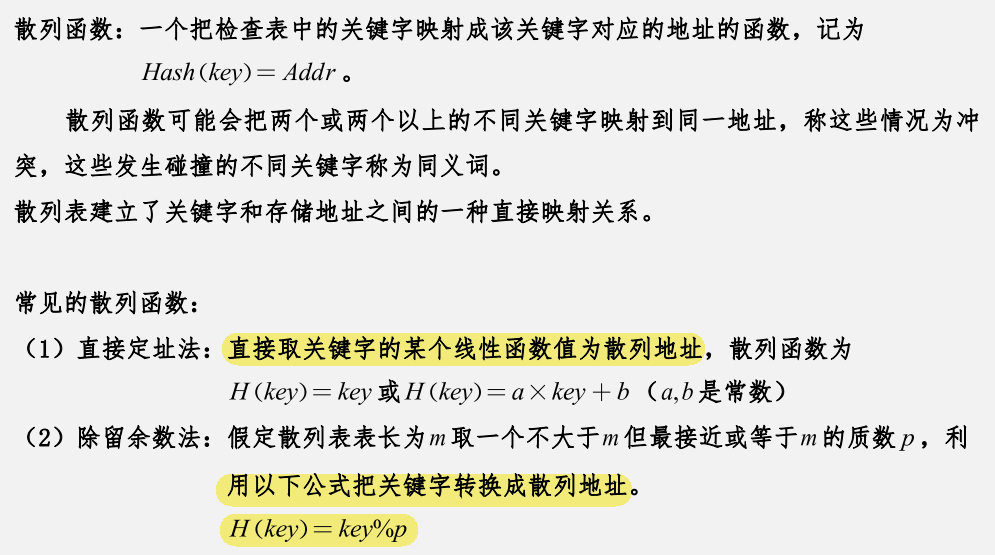 散列函数：一个把检查表中的关键字映射成该关键字对应的地址的函数，记为
Hash(key)＝Addr。
散列函数可能会把两个或两个以上的不同关键字映射到同一地址，称这些情况为冲
突，这些发生碰撞的不同关键字称为同义词。
散列表建立了关键字和存储地址之间的一种直接映射关系。
常见的散列函数：
（1）直接定址法：直接取关键字的某个线性函数值为散列地址，散列函数为
H(key)＝key或H(key)＝a×key＋b（a,b是常数）
（2）除留余数法：假定散列表表长为m取一个不大于m但最接近或等于m的质数p，利
用以下公式把关键字转换成散列地址。
H(key)＝key%p